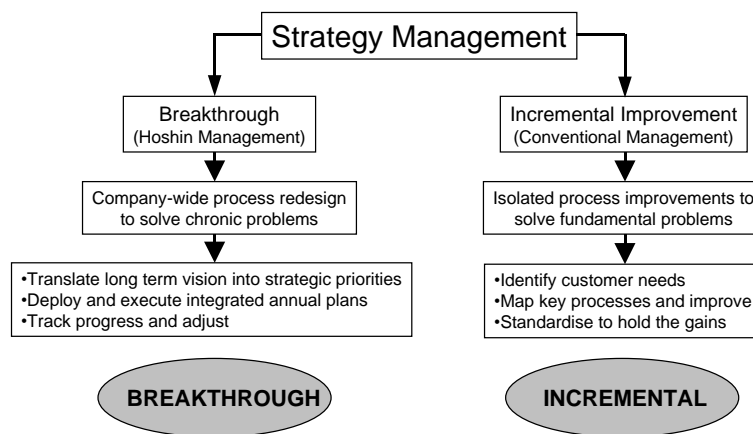 Strategy Management
Breakthrough
(Hoshin Management)
Company-wide process redesign
to solve chronic problems
•Translate long term vision into strategic priorities
•Deploy and execute integrated annual plans
•Track progress and adjust
BREAKTHROUGH
Incremental Improvement
(Conventional Management)
Isolated process improvements to
solve fundamental problems
•Identify customer needs
•Map key processes and improve
•Standardise to hold the gains
INCREMENTAL